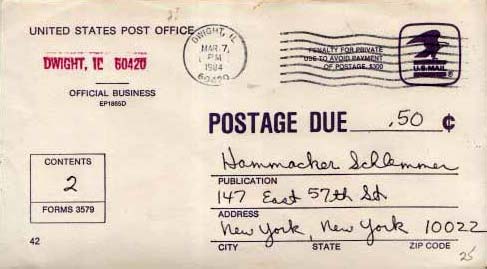 UNITED STATES POST OFFICE
DWIGHT, IL 60420
OFFICIAL BUSINESS
EP1865D
DWIGHT, IL
MAR 7,
PM
1984
60420
PENALTY FOR PRIVATE
USE TO AVOID PAYMENT
OF POSTAGE, $300
U.S.MAIL
POSTAGE DUE .50 ¢
Hammacher Schlemmer
PUBLICATION
147 East 57th St
ADDRESS
New York, New York 10022
CITY STATE ZIP CODE
CONTENTS
2
FORMS 3579
42
25